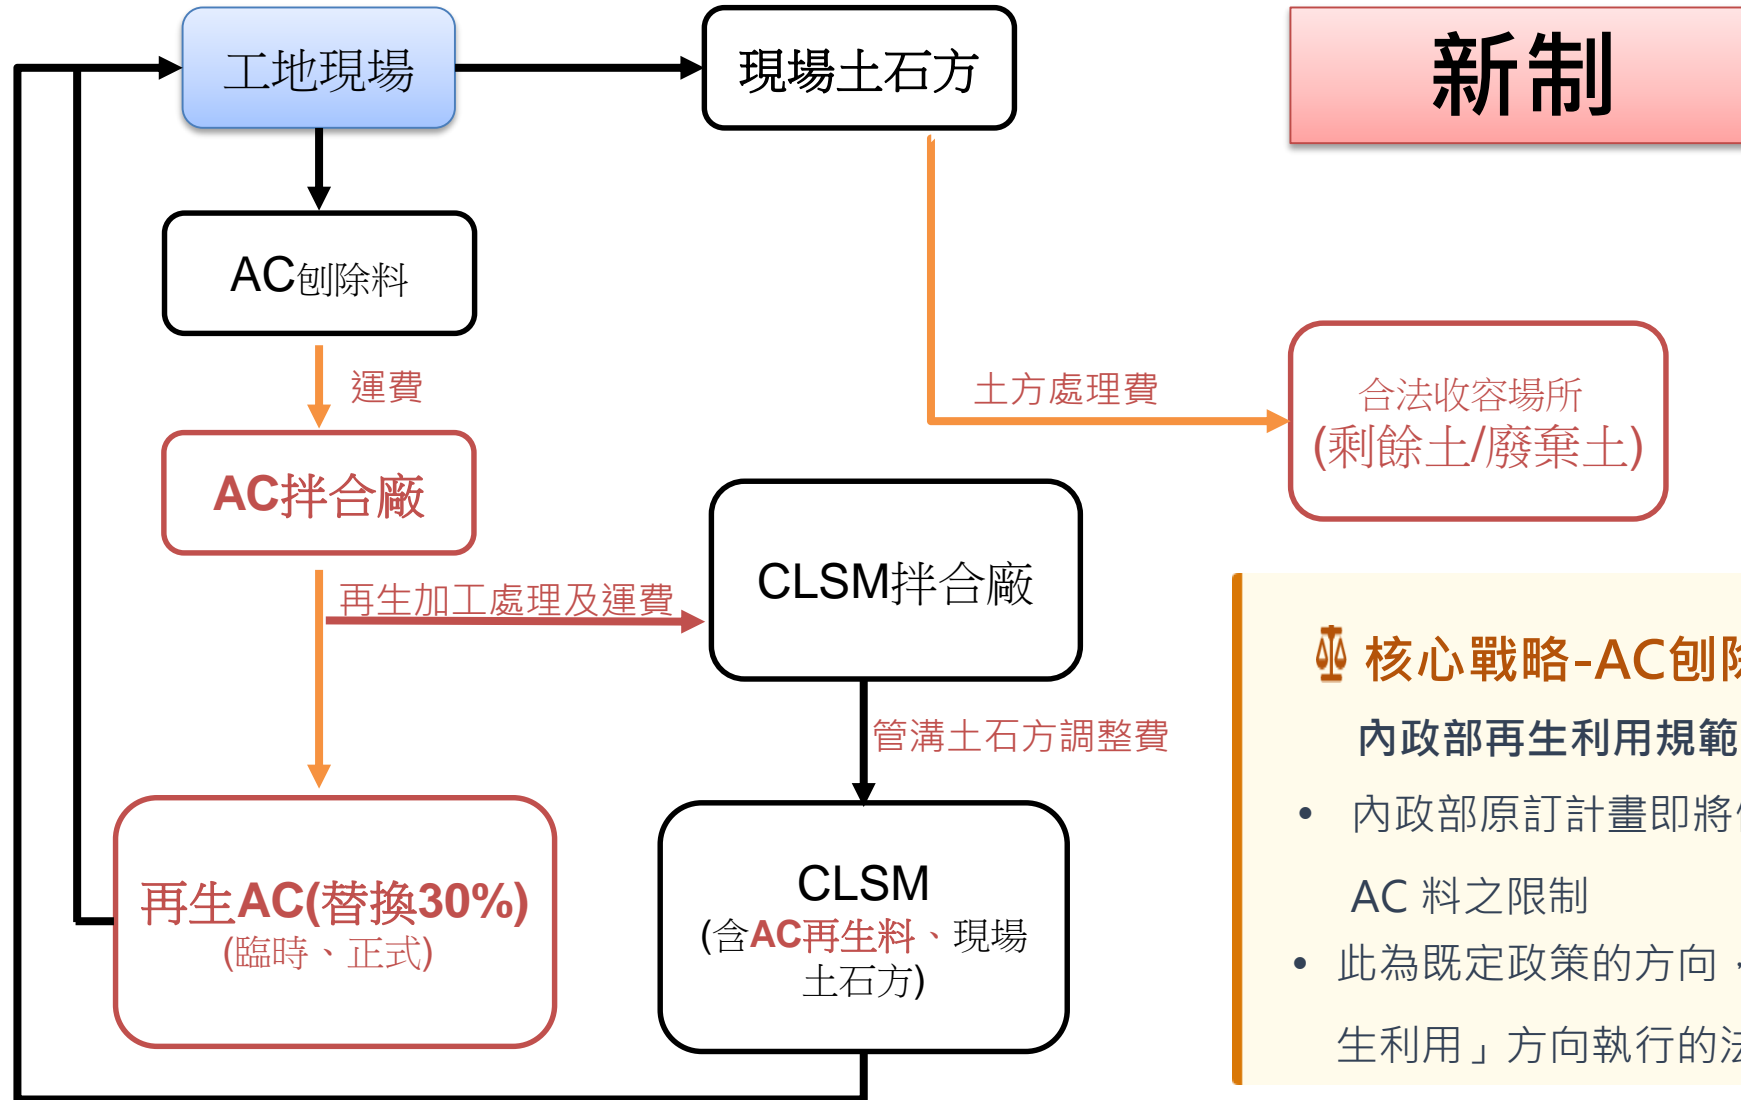 工地現場
現場土石方
新制
AC刨除料
運費
土方處理費
合法收容場所
(剩餘土/廢棄土)
AC拌合廠
CLSM拌合廠
再生加工處理及運費
管溝土石方調整費
再生AC(替換30%)
(臨時、正式)
CLSM
(含AC再生料、現場
土石方)
核心戰略-AC刨
內政部再生利用規範
• 內政部原訂計畫即將
AC 料之限制
• 此為既定政策的方向，
生利用」方向執行的